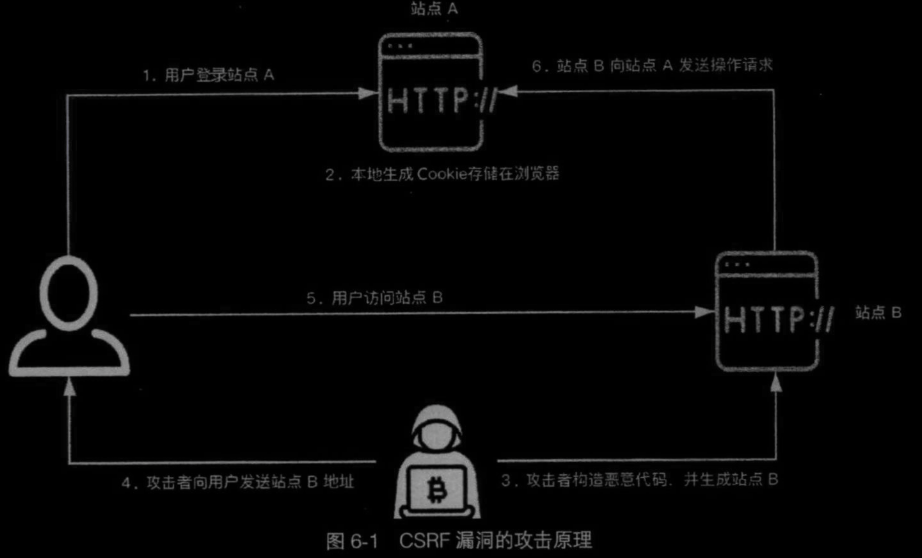 站点 A
1. 用户登录站点 A
6. 站点 B 向站点 A 发送操作请求
HTTP://
2. 本地生成 Cookie存储在浏览器
5. 用户访问站点 B
HTTP://
站点 B
4. 攻击者向用户发送站点 B 地址
3. 攻击者构造恶意代码，并生成站点 B
图 6-1 CSRF 漏洞的攻击原理